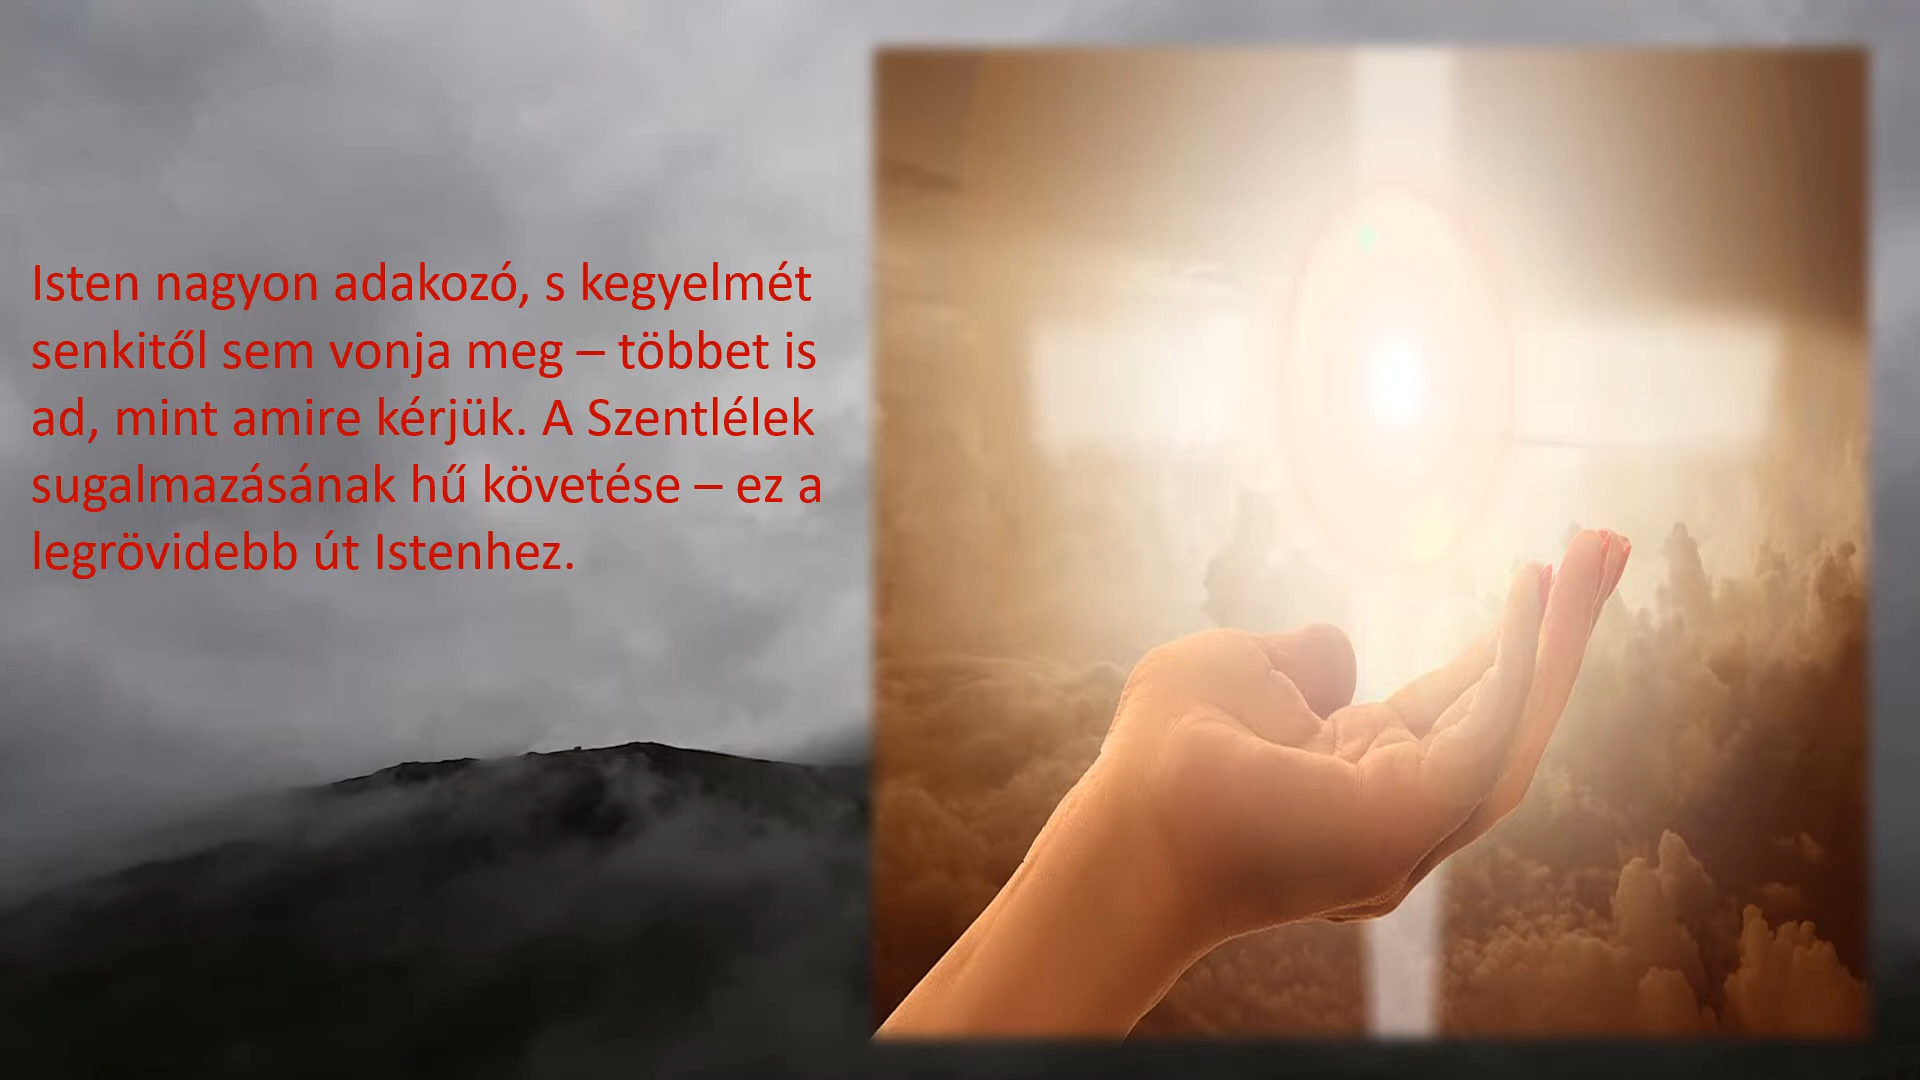 Isten nagyon adakozó, s kegyelmét
senkitől sem vonja meg – többet is
ad, mint amire kérjük. A Szentlélek
sugalmazásának hű követése – ez a
legrövidebb út Istenhez.